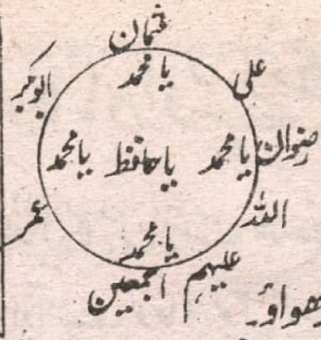 ابوبکر
عمر
عثمان
علی
رضوان
اللہ
علیہم
اجمعین
یا محمد
یا محمد
یا حافظ
یا محمد
یا محمد